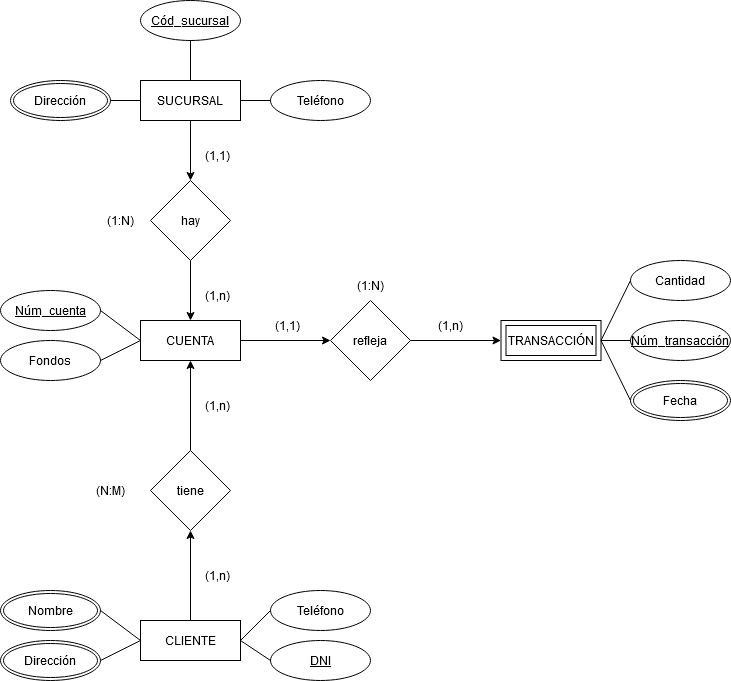 Cód_sucursal
Dirección
SUCURSAL
Teléfono
(1,1)
(1:N)
hay
(1,n)
Núm_cuenta
Fondos
CUENTA
(1,1)
(1:N)
refleja
(1,n)
TRANSACCIÓN
Cantidad
Núm_transacción
Fecha
(1,n)
(N:M)
tiene
(1,n)
Nombre
Dirección
CLIENTE
Teléfono
DNI